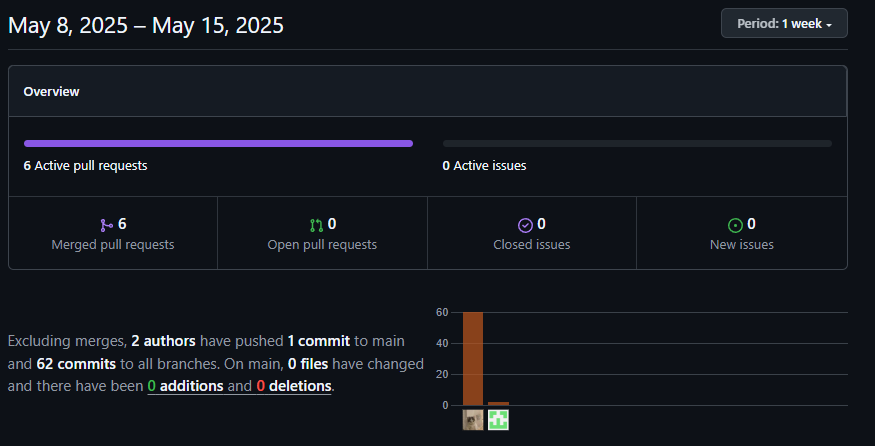 May 8, 2025 – May 15, 2025
Period: 1 week
Overview
6 Active pull requests
0 Active issues
6
Merged pull requests
0
Open pull requests
0
Closed issues
0
New issues
Excluding merges, 2 authors have pushed 1 commit to main
and 62 commits to all branches. On main, 0 files have changed
and there have been 0 additions and 0 deletions.
60
40
20
0